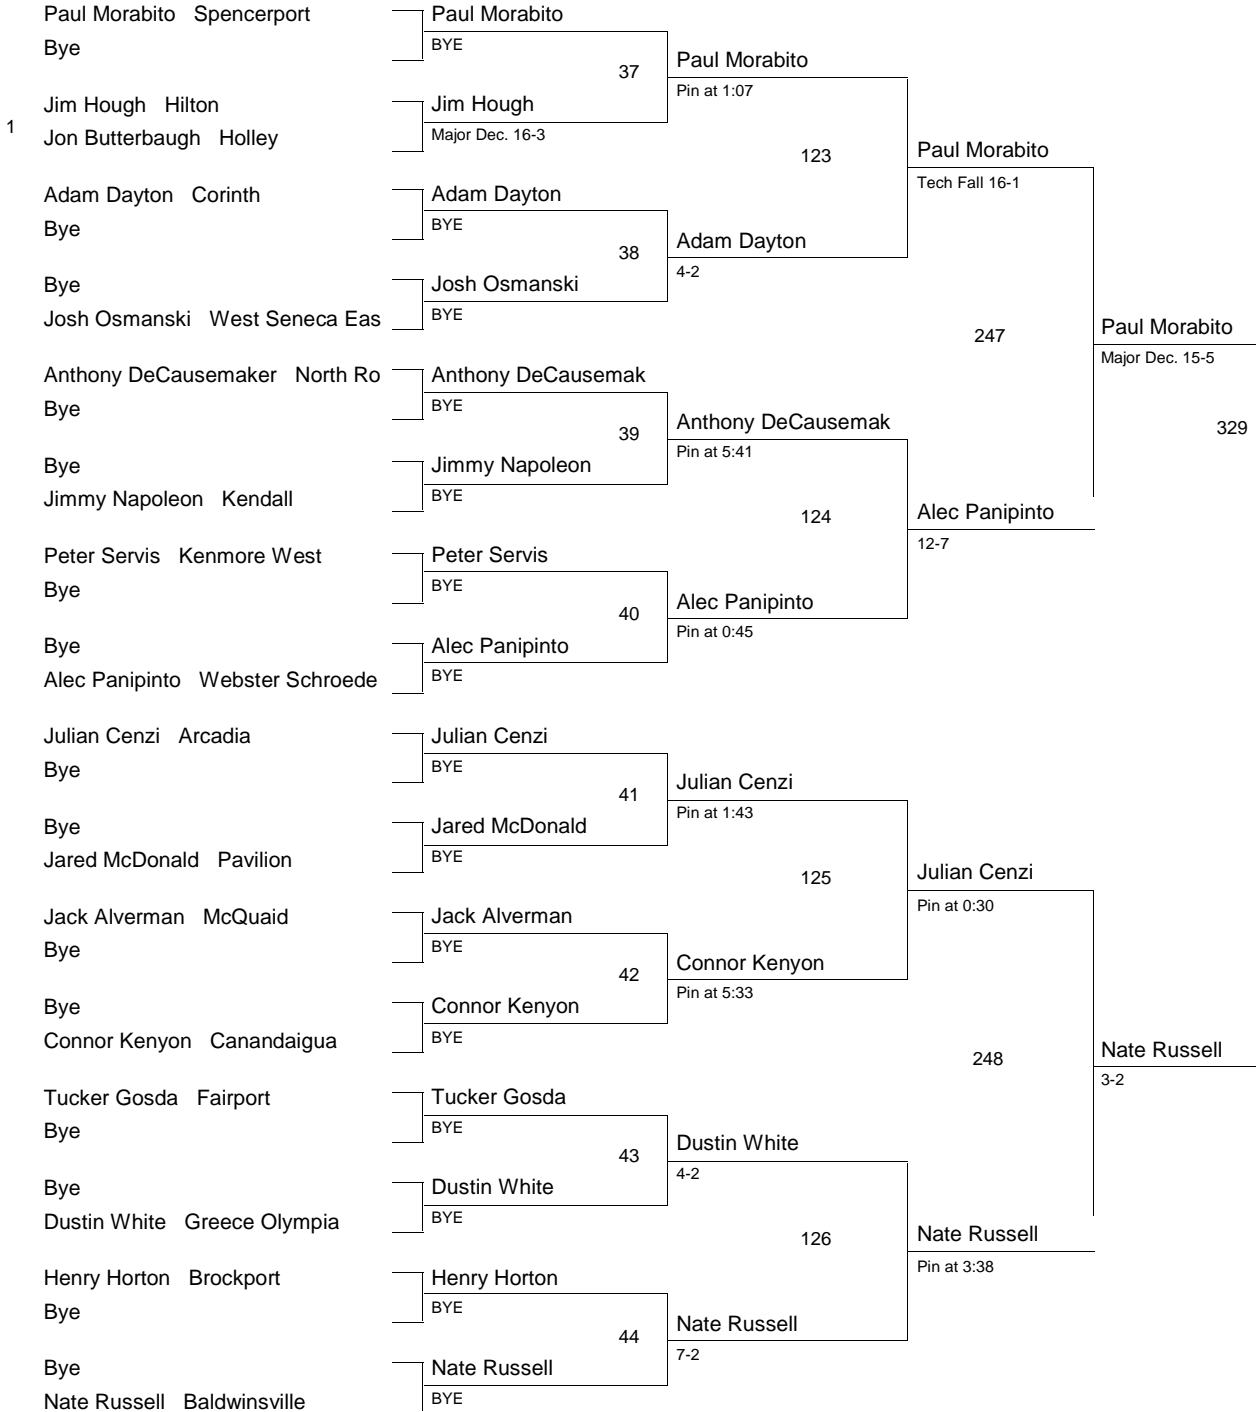 Paul Morabito Spencerport
Bye
Jim Hough Hilton
1
Jon Butterbaugh Holley
Adam Dayton Corinth
Bye
Bye
Josh Osmanski West Seneca Eas
Anthony DeCausemaker North Ro
Bye
Bye
Jimmy Napoleon Kendall
Peter Servis Kenmore West
Bye
Bye
Alec Panipinto Webster Schroede
Julian Cenzi Arcadia
Bye
Bye
Jared McDonald Pavilion
Jack Alverman McQuaid
Bye
Bye
Connor Kenyon Canandaigua
Tucker Gosda Fairport
Bye
Bye
Dustin White Greece Olympia
Henry Horton Brockport
Bye
Bye
Nate Russell Baldwinsville
Paul Morabito
BYE
37
Jim Hough
Major Dec. 16-3
Adam Dayton
BYE
38
Josh Osmanski
BYE
Anthony DeCausemak
BYE
39
Jimmy Napoleon
BYE
Peter Servis
BYE
40
Alec Panipinto
BYE
Julian Cenzi
BYE
41
Jared McDonald
BYE
Jack Alverman
BYE
42
Connor Kenyon
BYE
Tucker Gosda
BYE
43
Dustin White
BYE
Henry Horton
BYE
44
Nate Russell
BYE
Paul Morabito
Pin at 1:07
123
Adam Dayton
4-2
Anthony DeCausemak
Pin at 5:41
124
Alec Panipinto
Pin at 0:45
Julian Cenzi
Pin at 1:43
125
Connor Kenyon
Pin at 5:33
Dustin White
4-2
126
Nate Russell
7-2
Paul Morabito
Tech Fall 16-1
247
Alec Panipinto
12-7
Julian Cenzi
Pin at 0:30
248
Nate Russell
Pin at 3:38
Paul Morabito
Major Dec. 15-5
329
Nate Russell
3-2